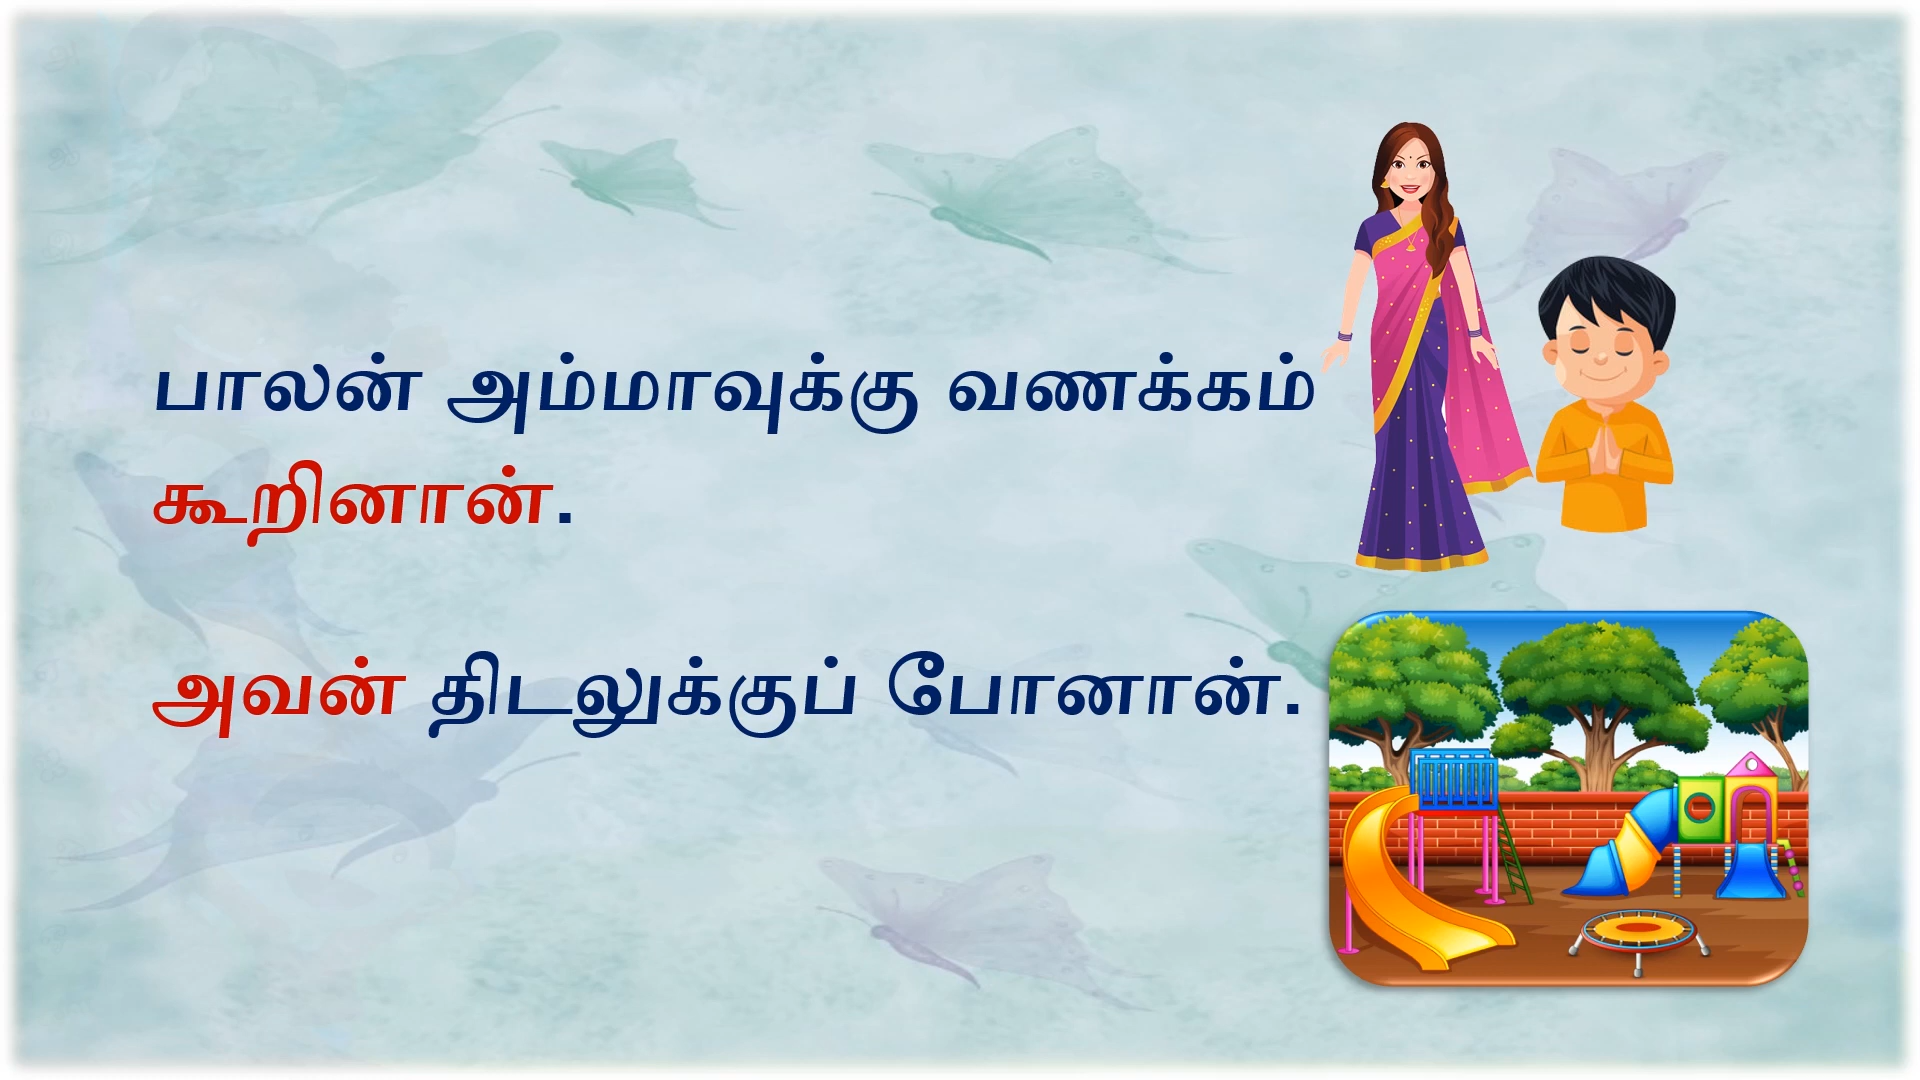 பாலன் அம்மாவுக்கு வணக்கம்
கூறினான்.
அவன் திடலுக்குப் போனான்.